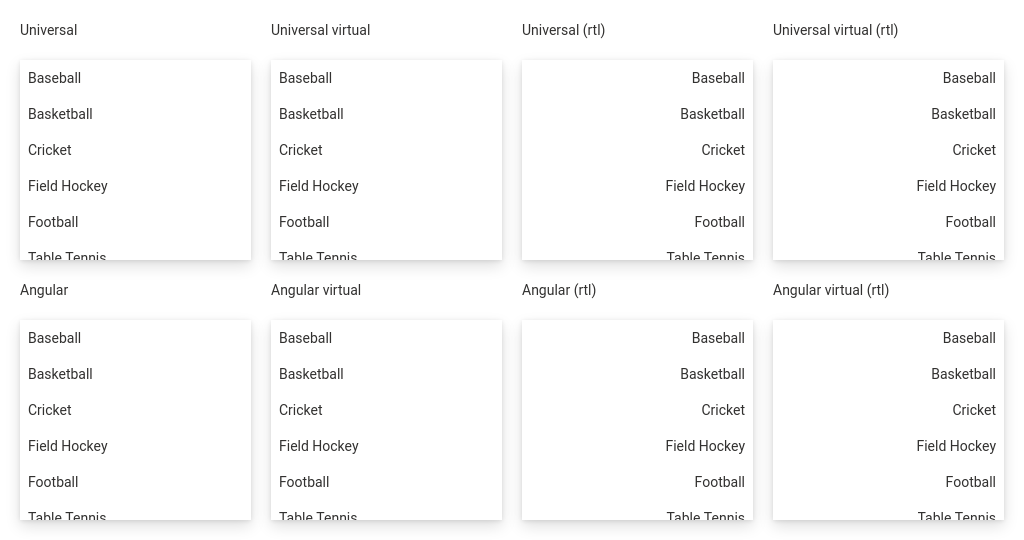 Universal
Baseball
Basketball
Cricket
Field Hockey
Football
Table Tennis
Universal virtual
Baseball
Basketball
Cricket
Field Hockey
Football
Table Tennis
Universal (rtl)
Baseball
Basketball
Cricket
Field Hockey
Football
Table Tennis
Universal virtual (rtl)
Baseball
Basketball
Cricket
Field Hockey
Football
Table Tennis
Angular
Baseball
Basketball
Cricket
Field Hockey
Football
Table Tennis
Angular virtual
Baseball
Basketball
Cricket
Field Hockey
Football
Table Tennis
Angular (rtl)
Baseball
Basketball
Cricket
Field Hockey
Football
Table Tennis
Angular virtual (rtl)
Baseball
Basketball
Cricket
Field Hockey
Football
Table Tennis